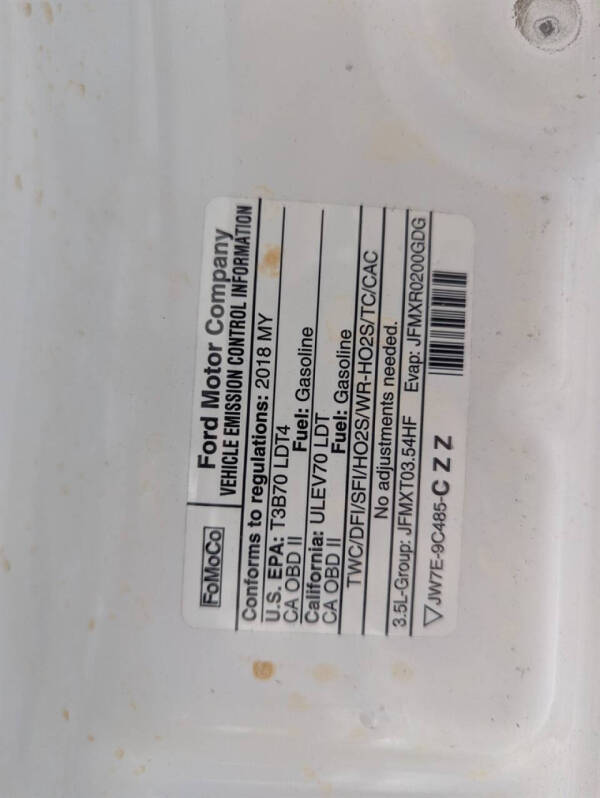 FoMoCo
Ford Motor Company
VEHICLE EMISSION CONTROL INFORMATION
Conforms to regulations: 2018 MY
U.S. EPA: T3B70 LDT4
CA OBD II Fuel: Gasoline
California: ULEV70 LDT
CA OBD II Fuel: Gasoline
TWC/DFI/SFI/HO2S/WR-HO2S/TC/CAC
No adjustments needed.
3.5L-Group: JFMXT03.54HF Evap: JFMXR0200GDG
▽JW7E-9C485-CZZ